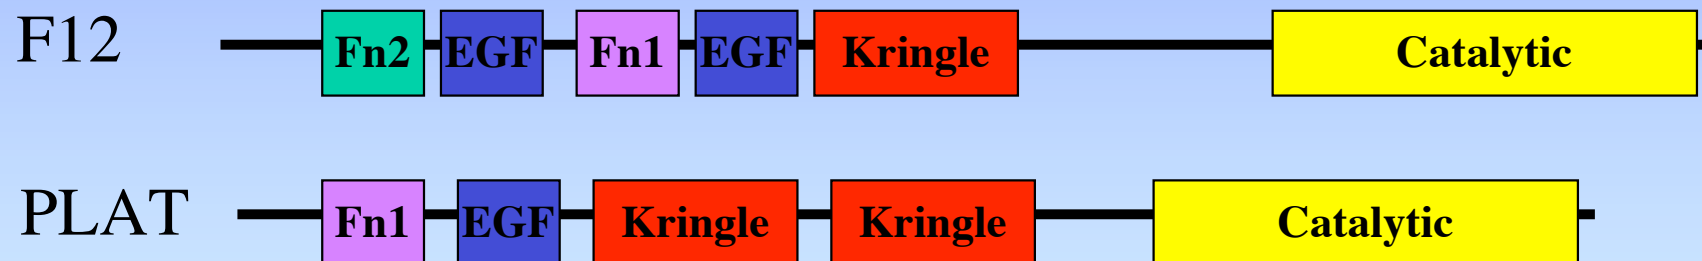 F12 Fn2 EGF Fn1 EGF Kringle Catalytic
PLAT Fn1 EGF Kringle Kringle Catalytic